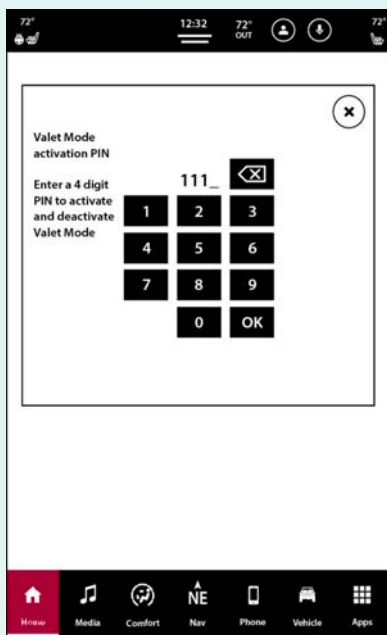 72°
12:32
72°
OUT
72°
Valet Mode
activation PIN
Enter a 4 digit
PIN to activate
and deactivate
Valet Mode
111_
1 2 3
4 5 6
7 8 9
0 OK
NE
Home Media Comfort Nav Phone Vehicle Apps